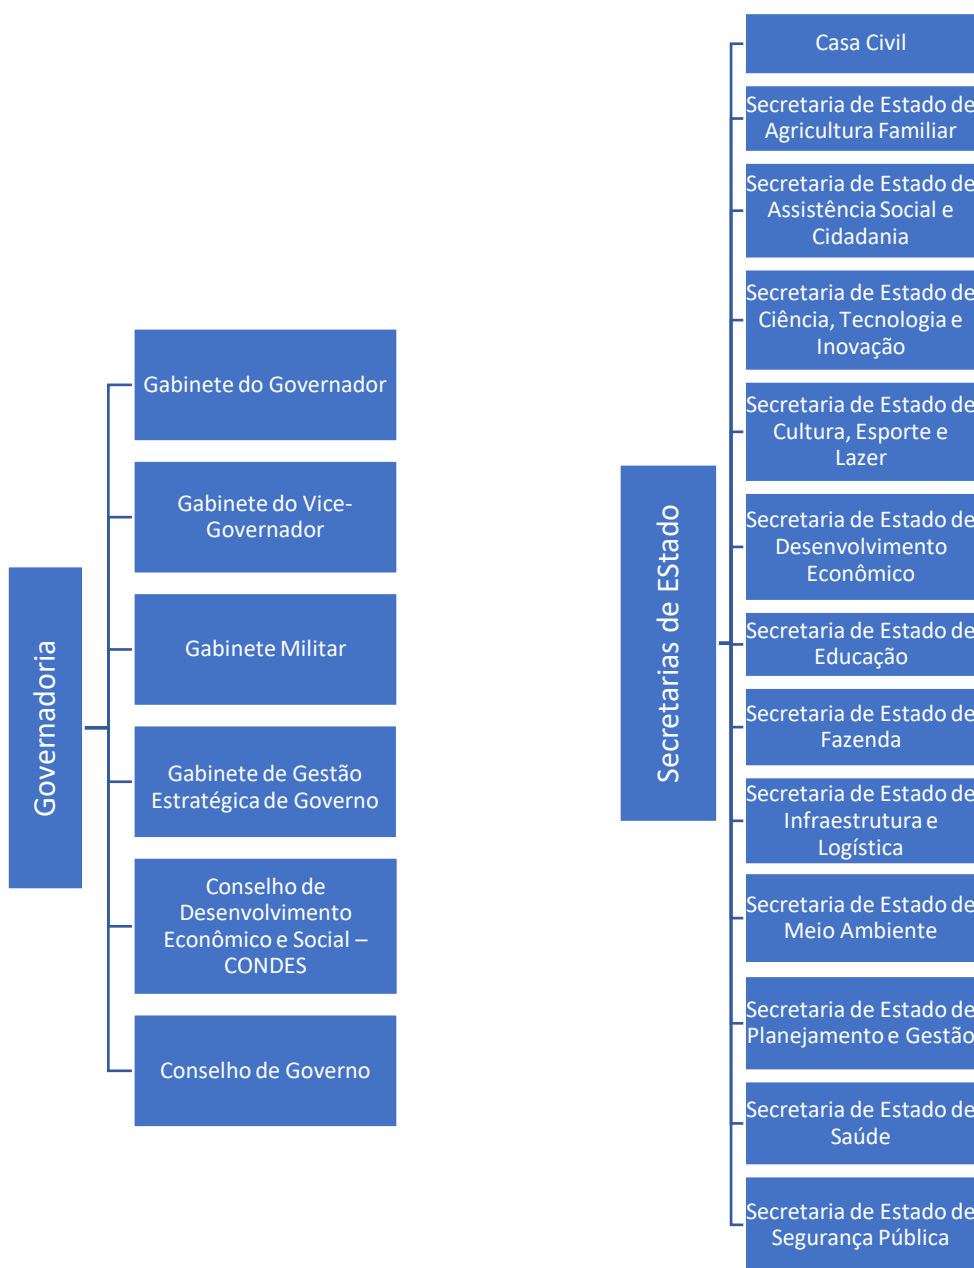 Governadoria
Gabinete do Governador
Gabinete do Vice-
Governador
Gabinete Militar
Gabinete de Gestão
Estratégica de Governo
Conselho de
Desenvolvimento
Econômico e Social –
CONDES
Conselho de Governo
Secretarias de EStado
Casa Civil
Secretaria de Estado de
Agricultura Familiar
Secretaria de Estado de
Assistência Social e
Cidadania
Secretaria de Estado de
Ciência, Tecnologia e
Inovação
Secretaria de Estado de
Cultura, Esporte e
Lazer
Secretaria de Estado de
Desenvolvimento
Econômico
Secretaria de Estado de
Educação
Secretaria de Estado de
Fazenda
Secretaria de Estado de
Infraestrutura e
Logística
Secretaria de Estado de
Meio Ambiente
Secretaria de Estado de
Planejamento e Gestão
Secretaria de Estado de
Saúde
Secretaria de Estado de
Segurança Pública